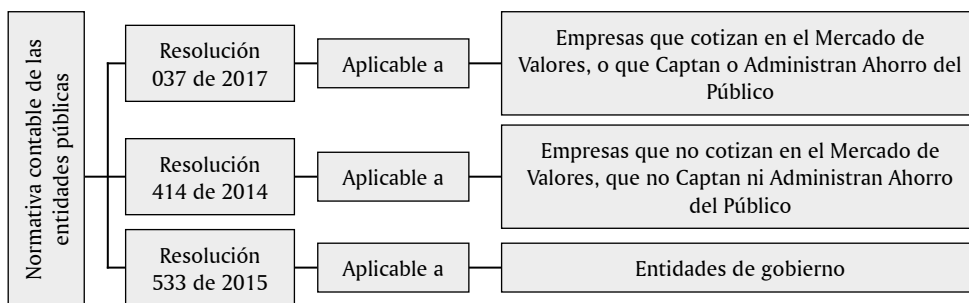 Normativa contable de las
entidades públicas
Resolución
037 de 2017
Aplicable a
Empresas que cotizan en el Mercado de
Valores, o que Captan o Administran Ahorro del
Público
Resolución
414 de 2014
Aplicable a
Empresas que no cotizan en el Mercado de
Valores, que no Captan ni Administran Ahorro
del Público
Resolución
533 de 2015
Aplicable a
Entidades de gobierno